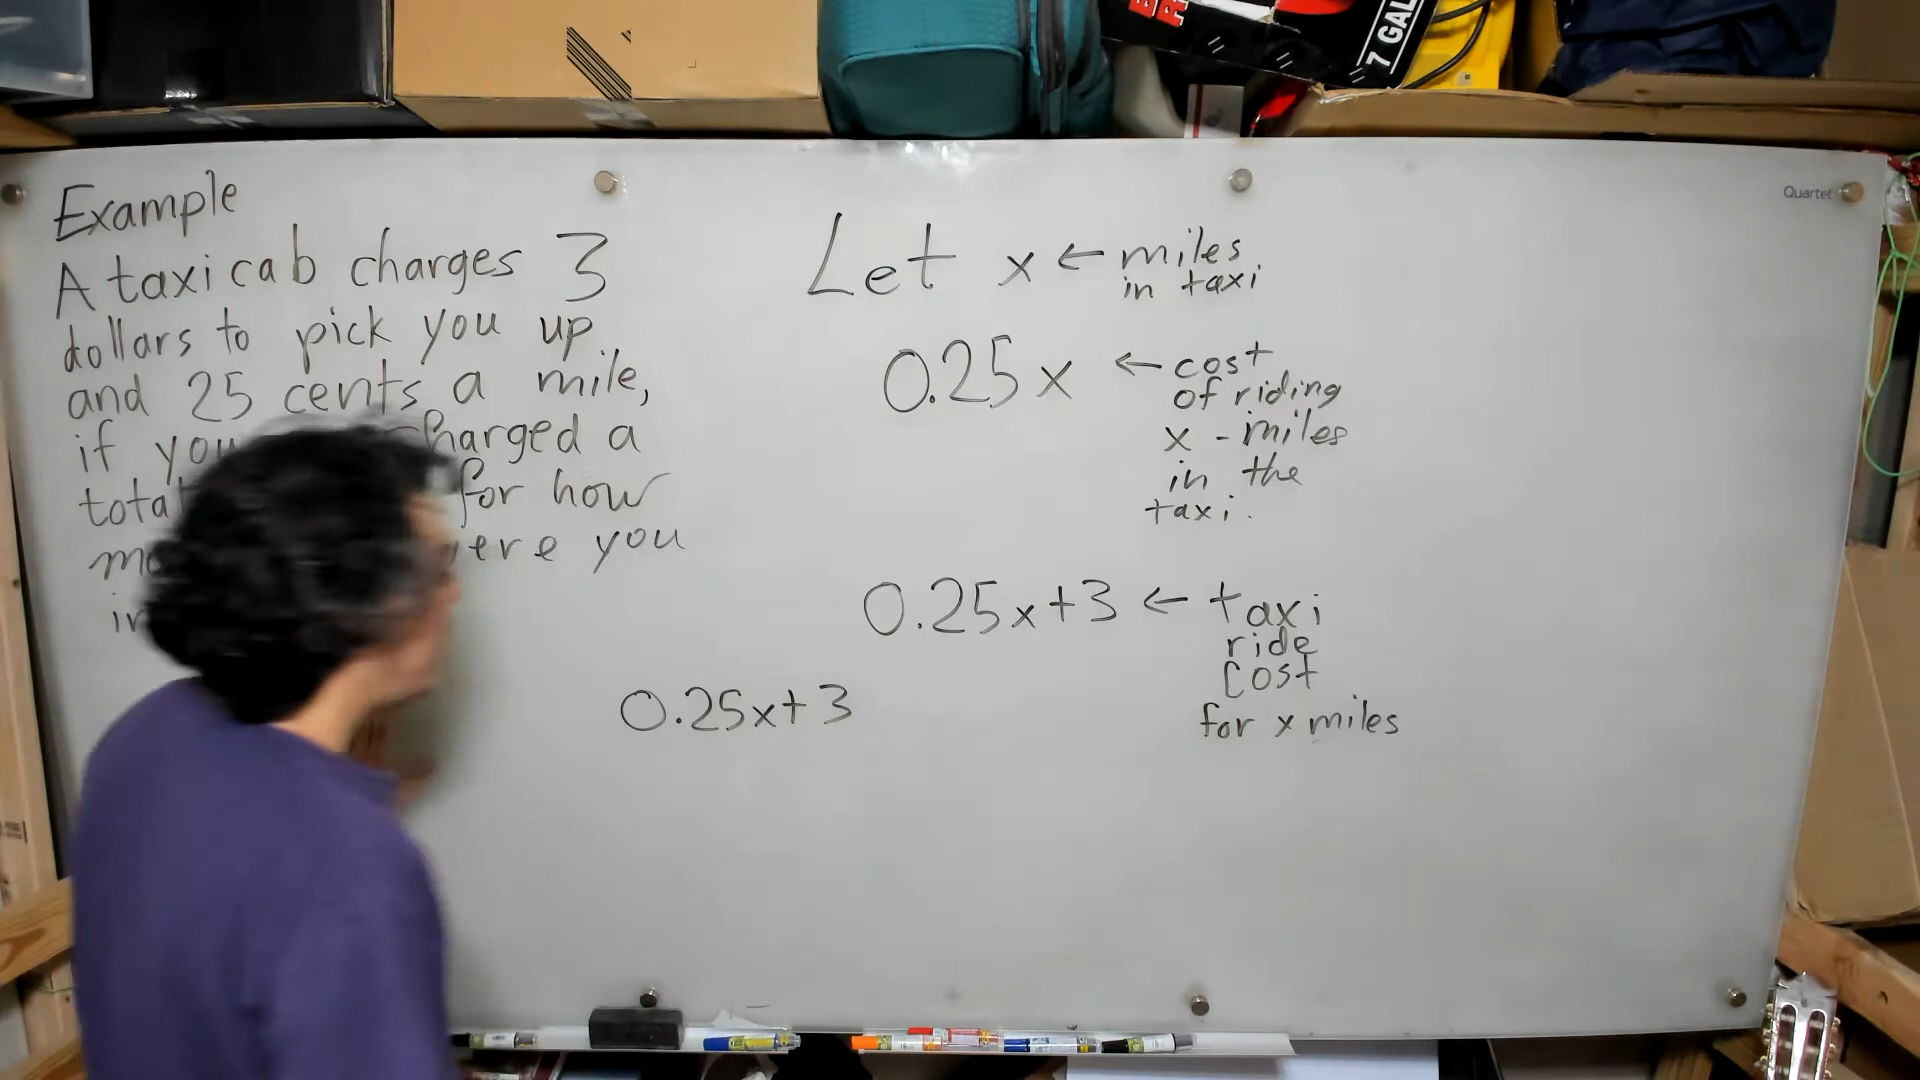 Example
A taxi cab charges 3
dollars to pick you up
and 25 cents a mile,
if you charged a
total for how
you
Let x ← miles
in taxi
0.25x ← cost
of riding
x - miles
in the
taxi.
0.25x+3 ← taxi
ride
cost
for x miles
0.25x+3
Quartet
7 GAL